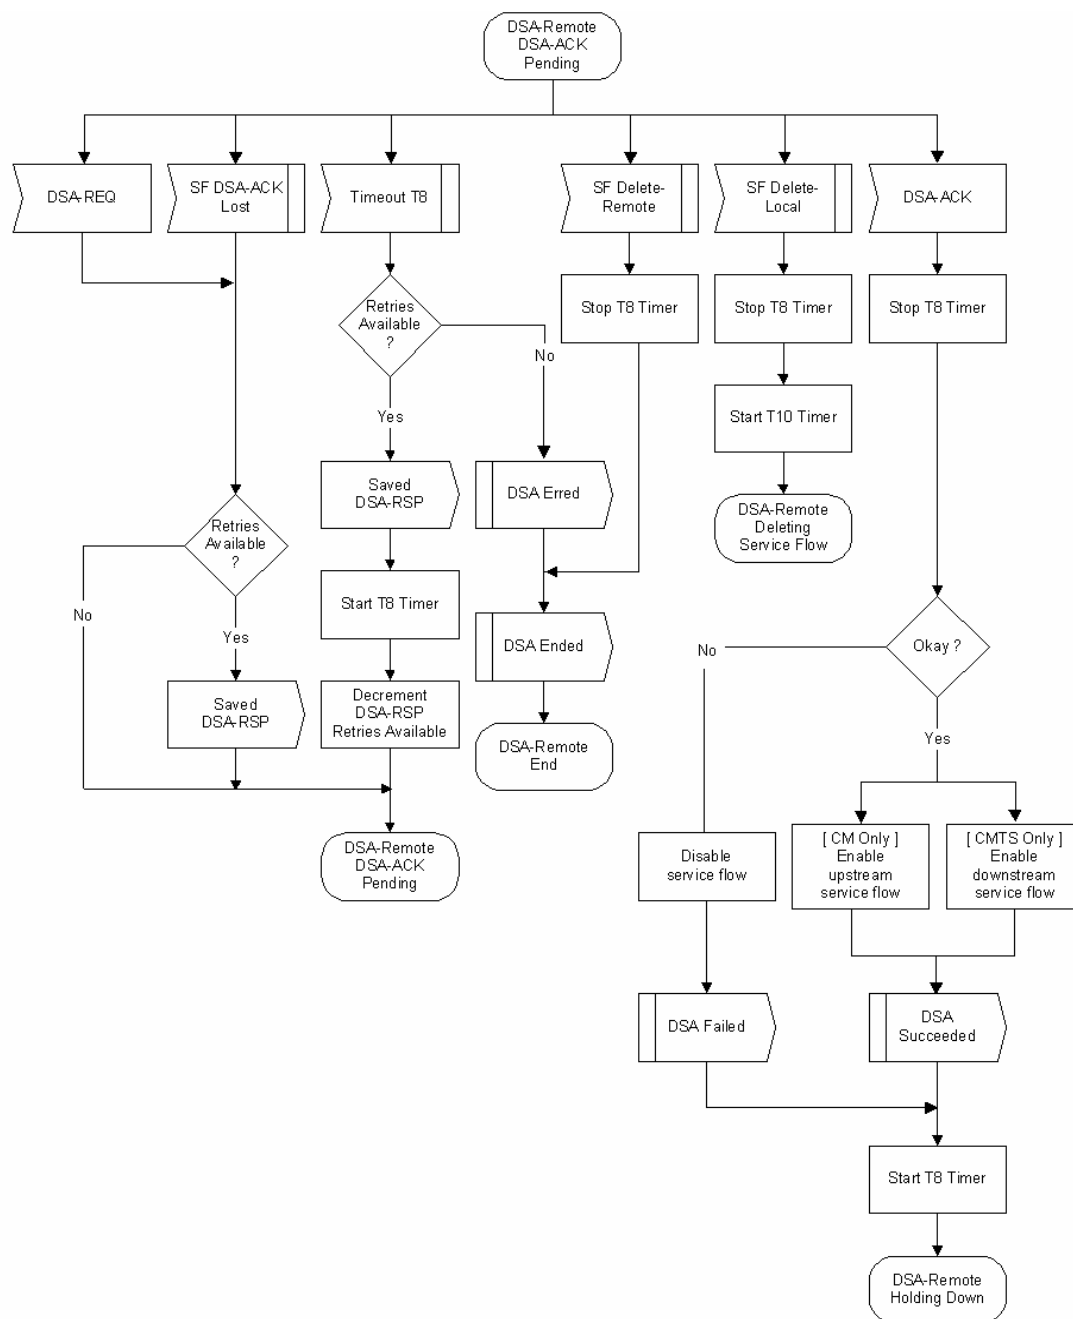 DSA-Remote
DSA-ACK
Pending
DSA-REQ
SF DSA-ACK
Lost
Timeout T8
SF Delete-
Remote
SF Delete-
Local
DSA-ACK
Stop T8 Timer
Stop T8 Timer
Stop T8 Timer
Retries
Available
?
No
Yes
Start T10 Timer
Saved
DSA-RSP
DSA Erred
DSA-Remote
Deleting
Service Flow
Retries
Available
?
No
Yes
Start T8 Timer
DSA Ended
Okay ?
No
Yes
Saved
DSA-RSP
Decrement
DSA-RSP
Retries Available
DSA-Remote
End
DSA-Remote
DSA-ACK
Pending
Disable
service flow
[ CM Only ]
Enable
upstream
service flow
[ CMTS Only ]
Enable
downstream
service flow
DSA Failed
DSA
Succeeded
Start T8 Timer
DSA-Remote
Holding Down